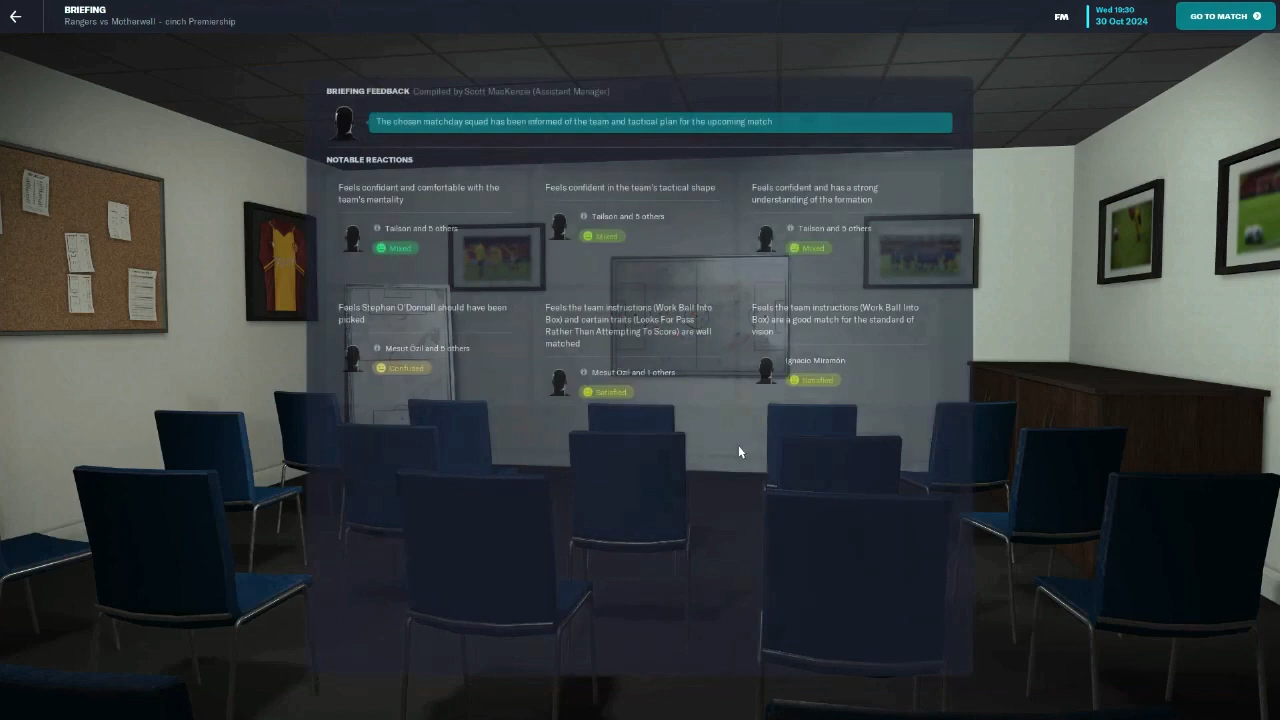 BRIEFING
Rangers vs Motherwell - cinch Premiership
FM
Wed 19:30
30 Oct 2024
GO TO MATCH
BRIEFING FEEDBACK Compiled by Scott MacKenzie (Assistant Manager)
The chosen matchday squad has been informed of the team and tactical plan for the upcoming match
NOTABLE REACTIONS
Feels confident and comfortable with the
team's mentality
Tailson and 5 others
Mixed
Feels confident in the team's tactical shape
Tailson and 5 others
Mixed
Feels confident and has a strong
understanding of the formation
Tailson and 5 others
Mixed
Feels Stephen O'Donnell should have been
picked
Mesut Özil and 5 others
Confused
Feels the team instructions (Work Ball Into
Box) and certain traits (Looks For Pass
Rather Than Attempting To Score) are well
matched
Mesut Özil and 1 others
Satisfied
Feels the team instructions (Work Ball Into
Box) are a good match for the standard of
vision
Ignacio Miramón
Satisfied